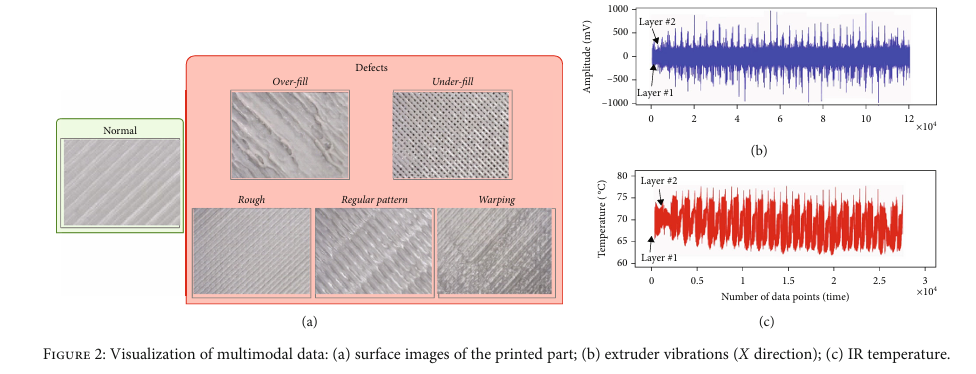 Defects
Over-fill
Under-fill
Normal
Rough
Regular pattern
Warping
(a)
Amplitude (mV)
1000
500
0
−500
−1000
Layer #2
Layer #1
0
2
4
6
8
10
12
×10⁴
(b)
Temperature (°C)
80
75
70
65
60
Layer #2
Layer #1
0
0.5
1
1.5
2
2.5
3
×10⁴
Number of data points (time)
(c)
Figure 2: Visualization of multimodal data: (a) surface images of the printed part; (b) extruder vibrations (X direction); (c) IR temperature.